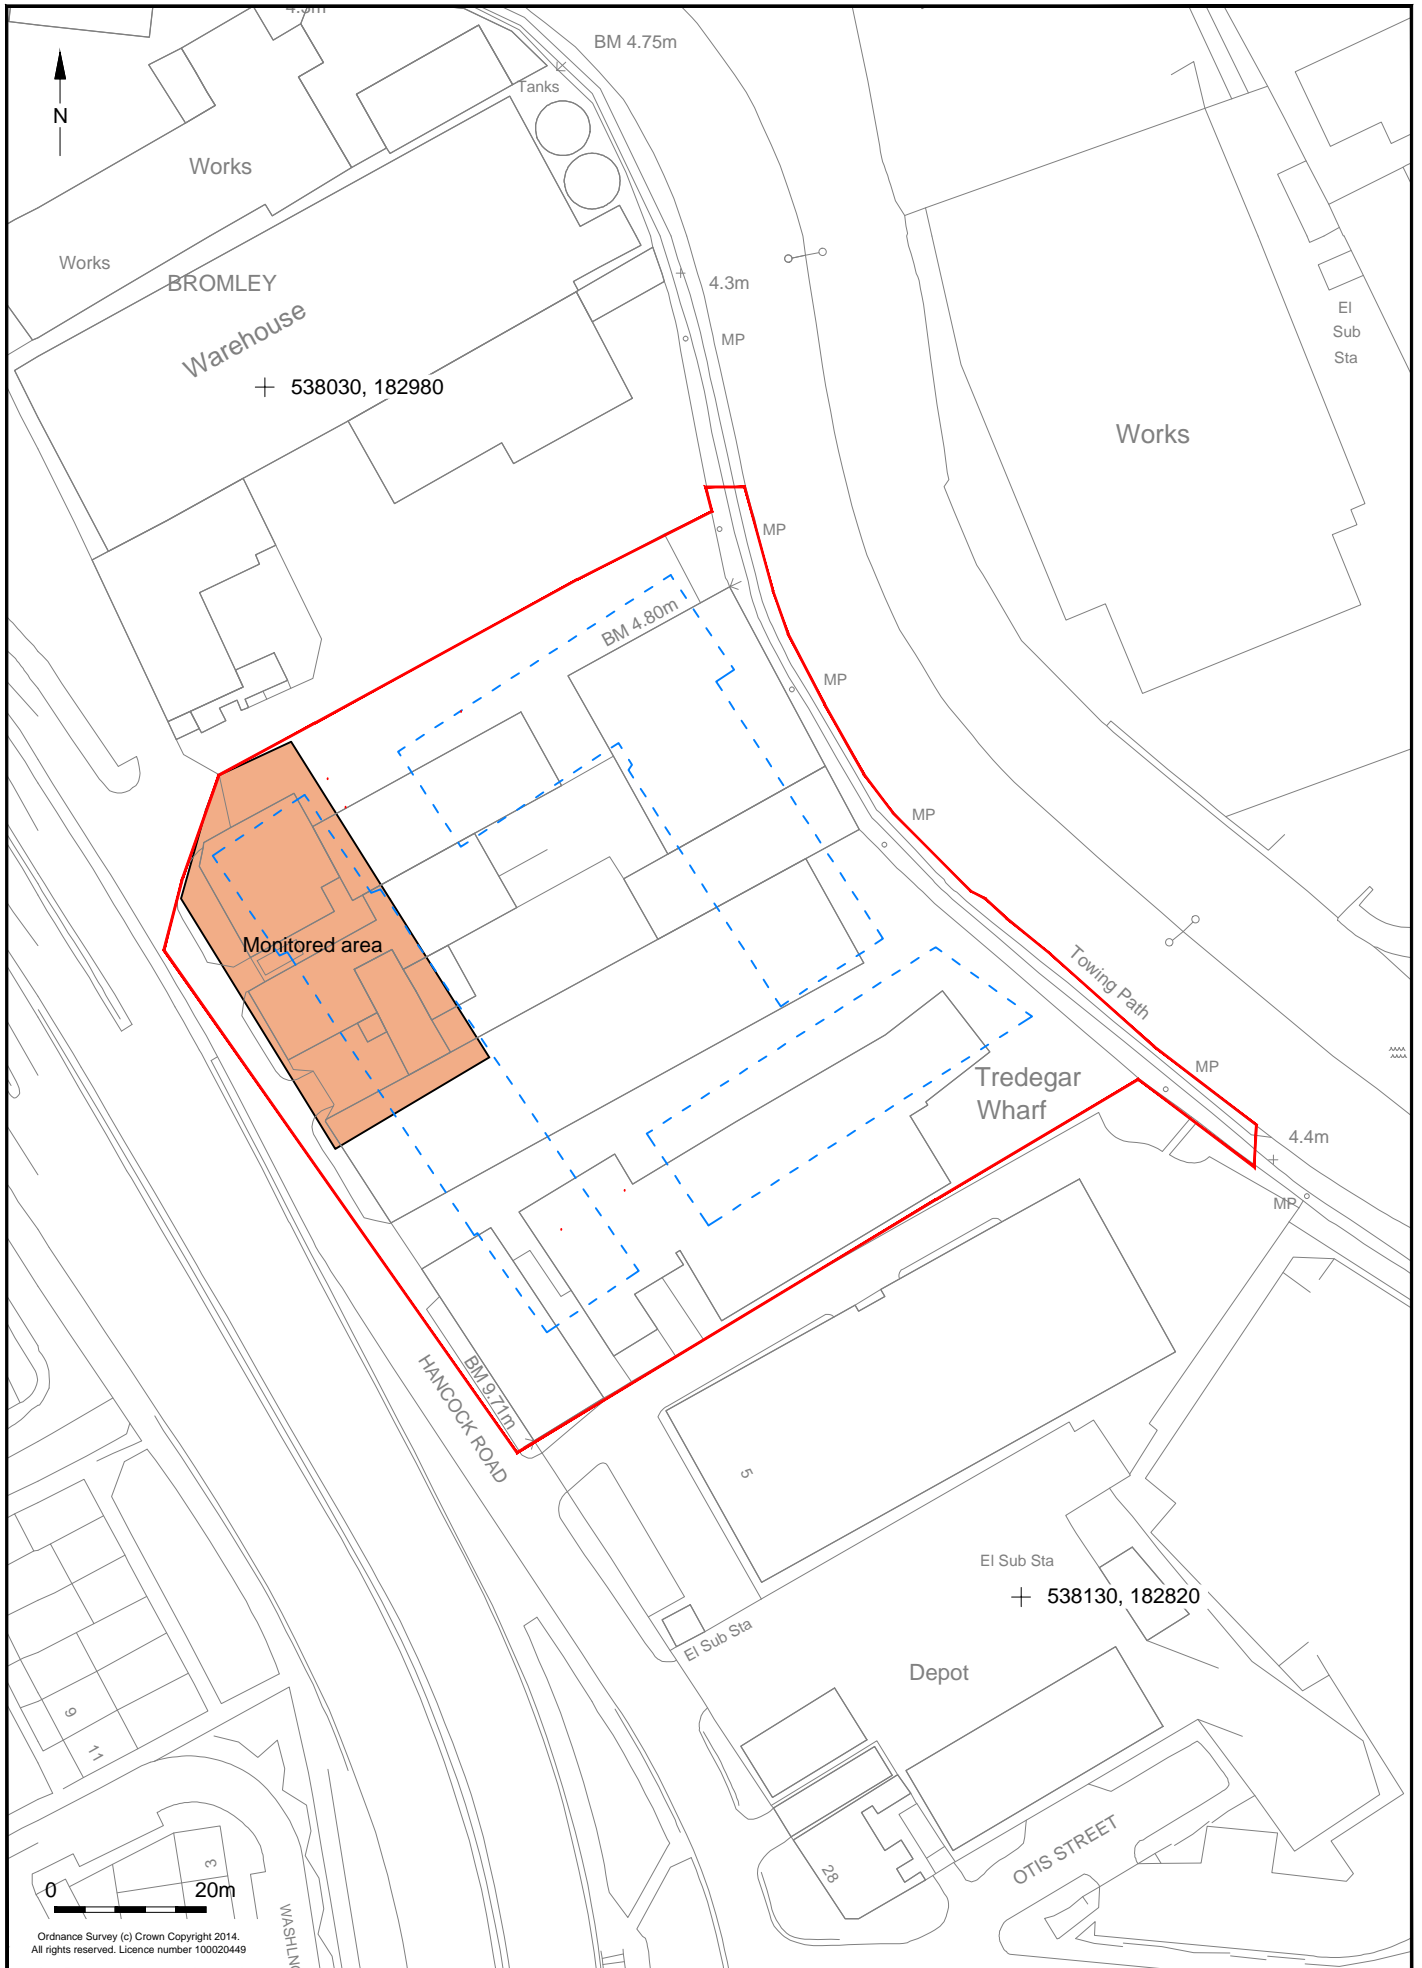 4.5m
BM 4.75m
N
Tanks
Works
Works
BROMLEY
Warehouse
4.3m
MP
El
Sub
Sta
538030, 182980
Works
MP
BM 4.80m
MP
MP
Monitored area
Towing Path
MP
Tredegar
Wharf
4.4m
MP
HANCOCK ROAD
BM 9.71m
5
El Sub Sta
538130, 182820
El Sub Sta
Depot
9
11
OTIS STREET
28
3
0 20m
Ordnance Survey (c) Crown Copyright 2014.
All rights reserved. Licence number 100020449